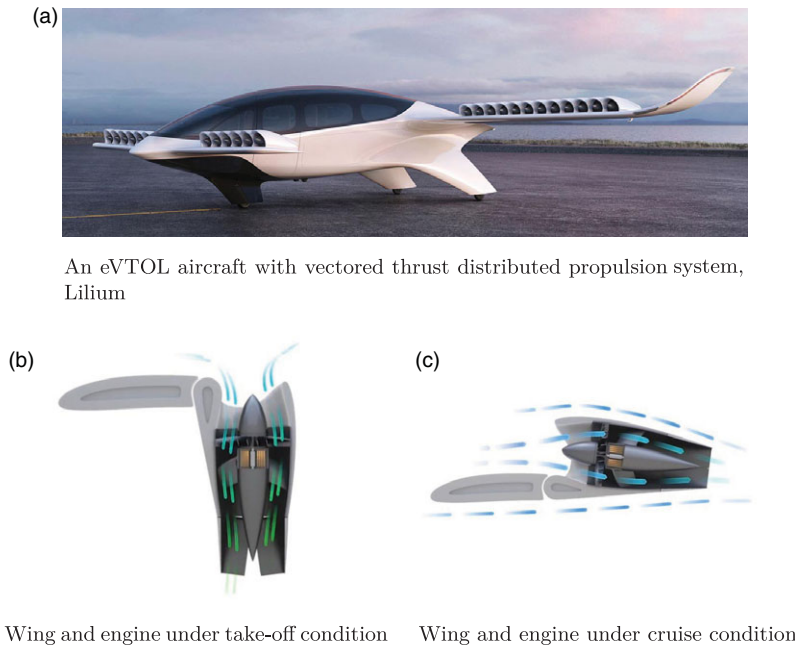 (a)
An eVTOL aircraft with vectored thrust distributed propulsion system,
Lilium
(b)
(c)
Wing and engine under take-off condition
Wing and engine under cruise condition